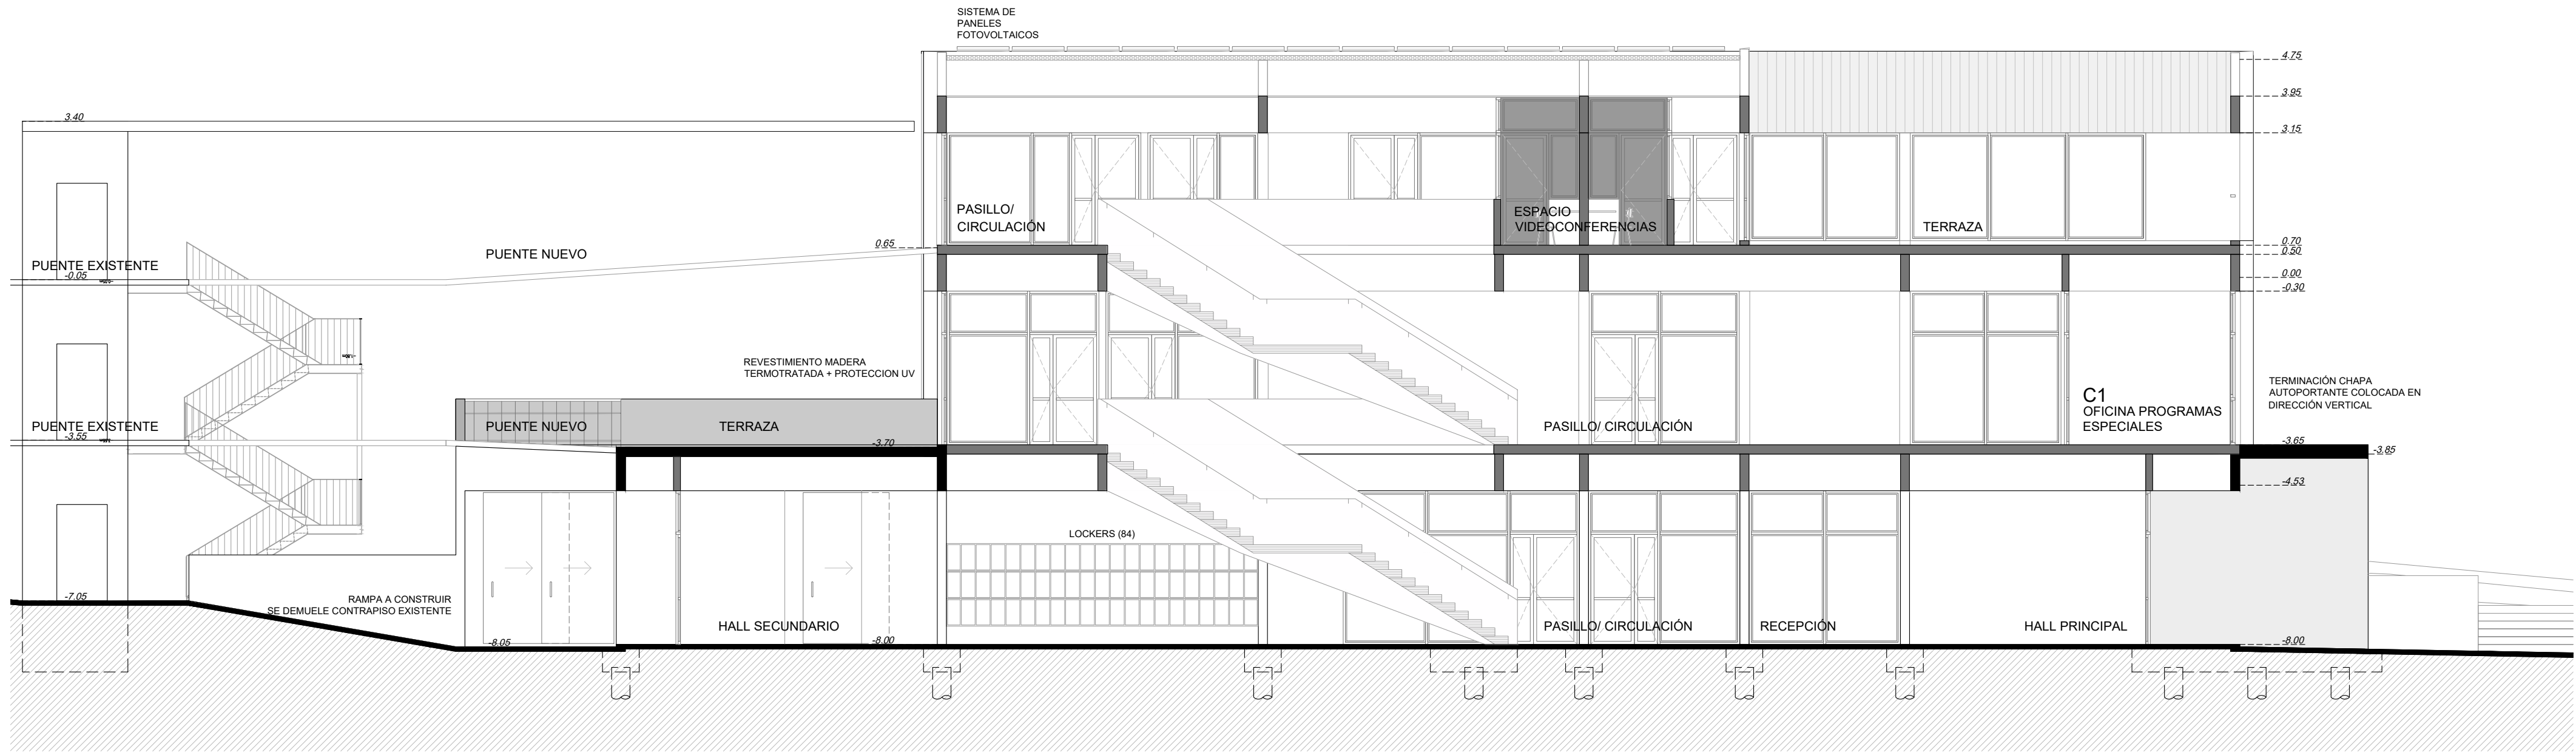 SISTEMA DE
PANELES
FOTOVOLTAICOS
4.75
3.95
3.40
3.15
PASILLO/
CIRCULACIÓN
ESPACIO
VIDEOCONFERENCIAS
TERRAZA
0.65
0.70
0.50
PUENTE NUEVO
PUENTE EXISTENTE
-0.05
0.00
-0.30
REVESTIMIENTO MADERA
TERMOTRATADA + PROTECCION UV
TERMINACIÓN CHAPA
AUTOPORTANTE COLOCADA EN
DIRECCIÓN VERTICAL
C1
OFICINA PROGRAMAS
ESPECIALES
PUENTE EXISTENTE
-3.55
PUENTE NUEVO
TERRAZA
-3.70
PASILLO/ CIRCULACIÓN
-3.65
-3.85
-4.53
LOCKERS (84)
-7.05
RAMPA A CONSTRUIR
SE DEMUELE CONTRAPISO EXISTENTE
-8.05
HALL SECUNDARIO
-8.00
PASILLO/ CIRCULACIÓN
RECEPCIÓN
HALL PRINCIPAL
-8.00